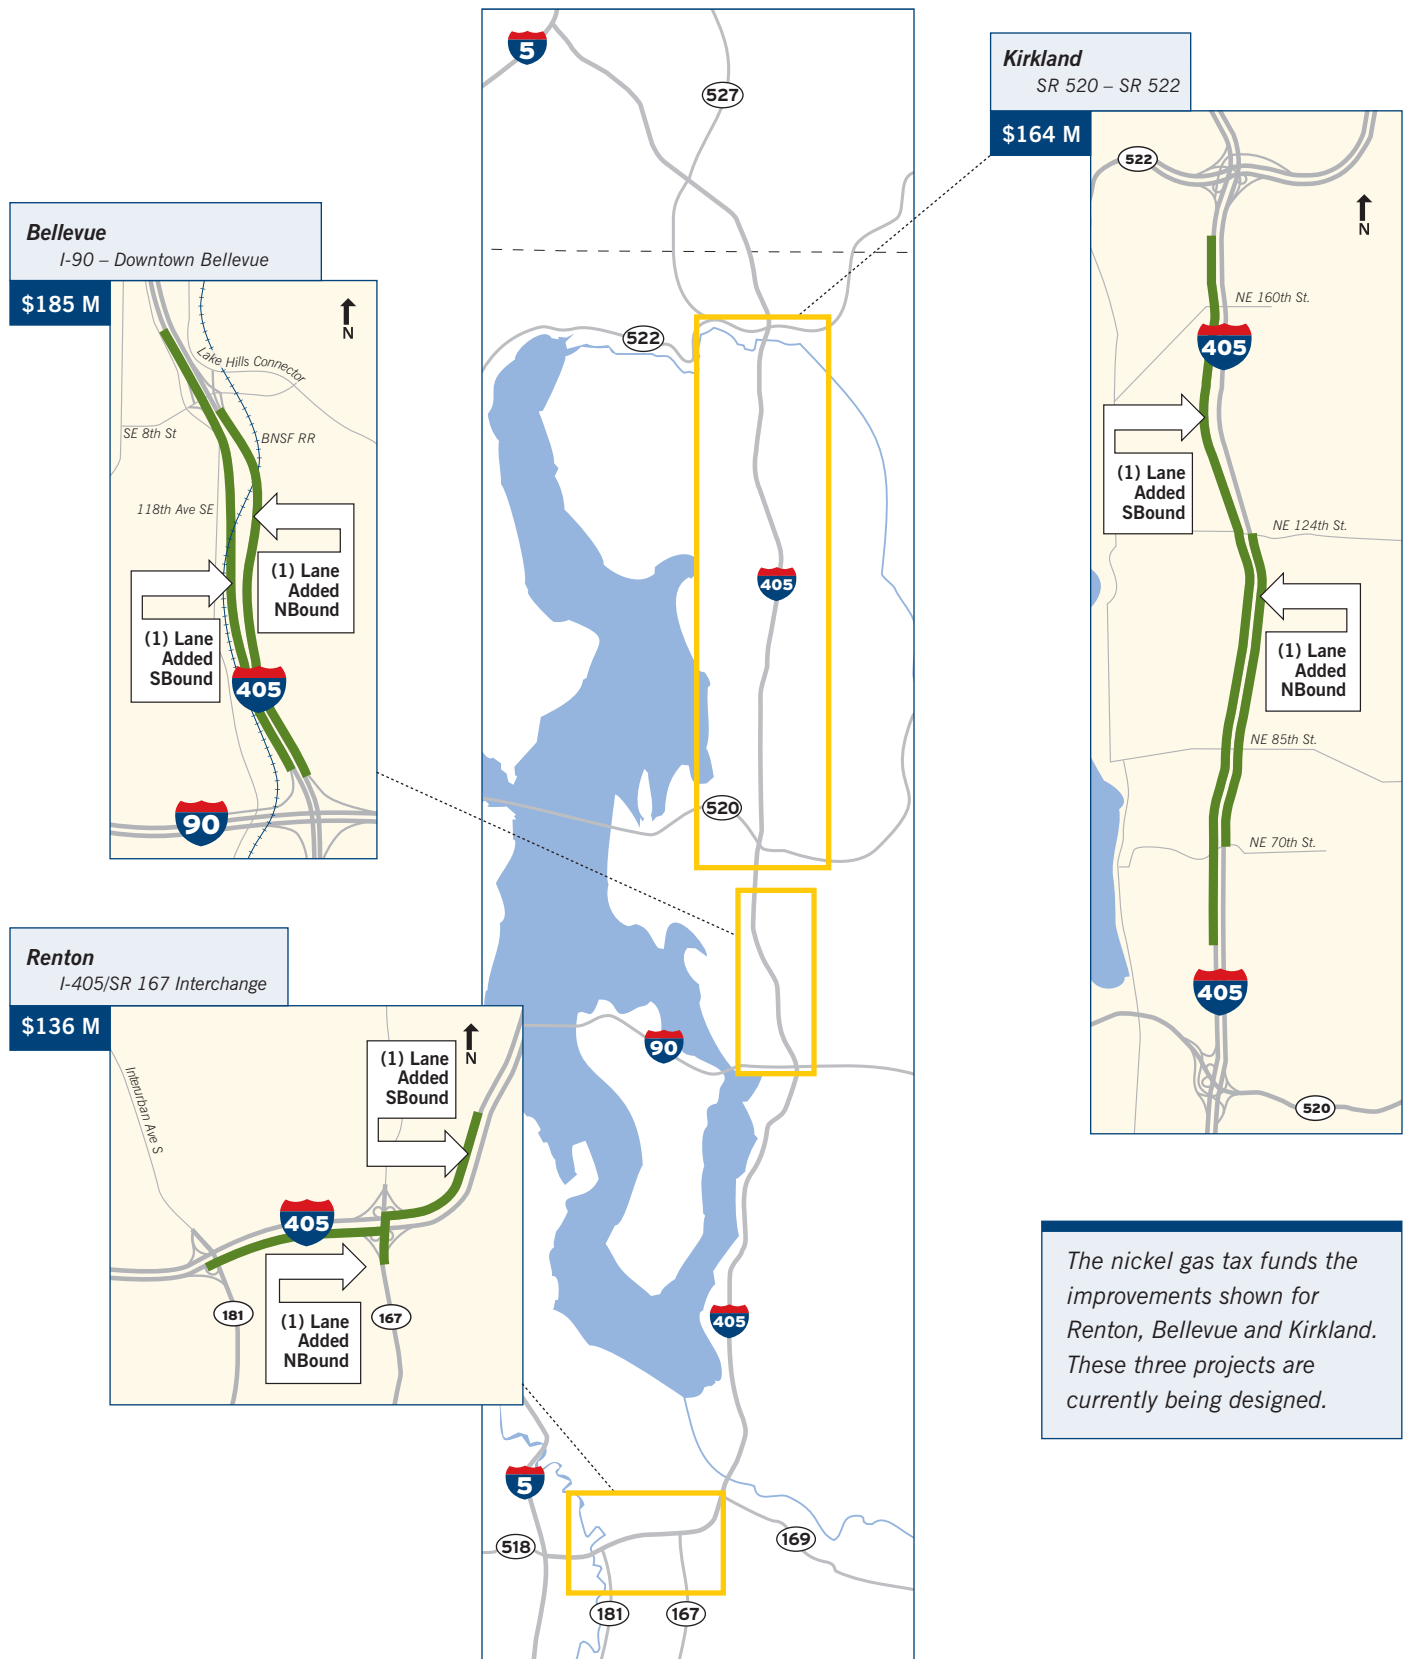 5
527
Kirkland
SR 520 – SR 522
$164 M
522
N
NE 160th St.
405
(1) Lane
Added
SBound
NE 124th St.
(1) Lane
Added
NBound
NE 85th St.
NE 70th St.
405
520
Bellevue
I-90 – Downtown Bellevue
$185 M
N
Lake Hills Connector
SE 8th St
BNSF RR
118th Ave SE
(1) Lane
Added
NBound
(1) Lane
Added
SBound
405
90
522
405
520
90
405
5
518
169
181
167
Renton
I-405/SR 167 Interchange
$136 M
N
(1) Lane
Added
SBound
Interurban Ave S
405
181
167
(1) Lane
Added
NBound
The nickel gas tax funds the
improvements shown for
Renton, Bellevue and Kirkland.
These three projects are
currently being designed.